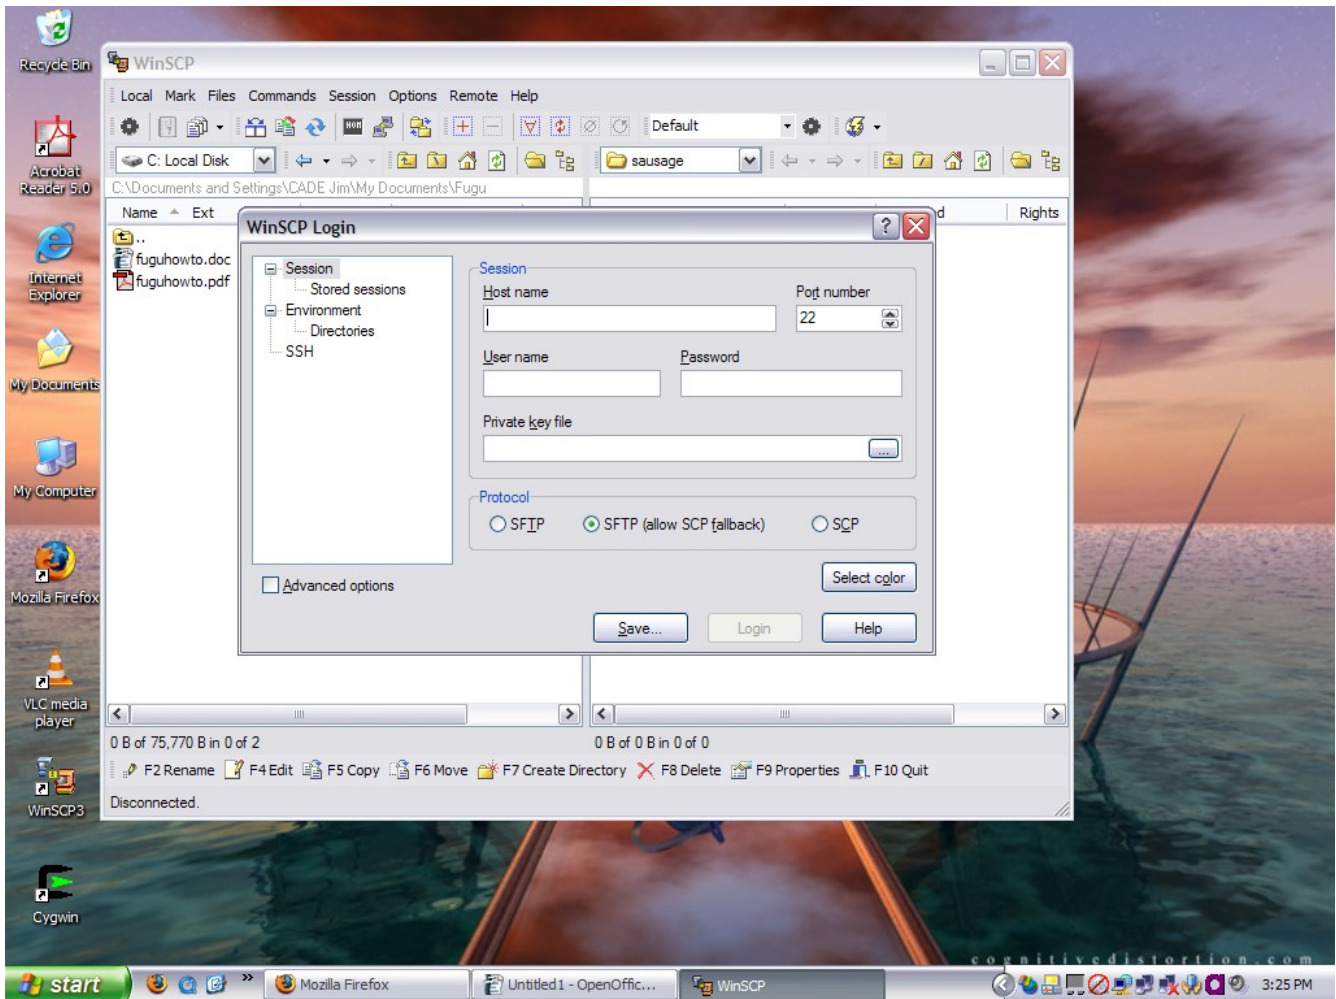 Recycle Bin
Acrobat
Reader 5.0
Internet
Explorer
My Documents
My Computer
Mozilla Firefox
VLC media
player
WinSCP3
Cygwin
WinSCP
Local Mark Files Commands Session Options Remote Help
Default
C: Local Disk
sausage
C:\Documents and Settings\CADE Jim\My Documents\Fugu
Name Ext
d Rights
..
fuguhowto.doc
fuguhowto.pdf
WinSCP Login
Session
Stored sessions
Environment
Directories
SSH
Advanced options
Session
Host name Port number
22
User name Password
Private key file
...
Protocol
SFTP SFTP (allow SCP fallback) SCP
Select color
Save... Login Help
0 B of 75,770 B in 0 of 2 0 B of 0 B in 0 of 0
F2 Rename F4 Edit F5 Copy F6 Move F7 Create Directory F8 Delete F9 Properties F10 Quit
Disconnected.
cognitivedistortion.com
start Mozilla Firefox Untitled1 - OpenOffic... WinSCP 3:25 PM